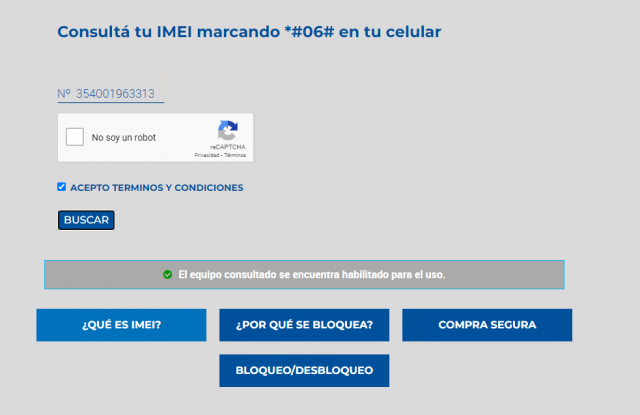 Consultá tu IMEI marcando *#06# en tu celular
Nº 354001963313
No soy un robot
reCAPTCHA
Privacidad - Términos
ACEPTO TERMINOS Y CONDICIONES
BUSCAR
El equipo consultado se encuentra habilitado para el uso.
¿QUÉ ES IMEI?
¿POR QUÉ SE BLOQUEA?
COMPRA SEGURA
BLOQUEO/DESBLOQUEO